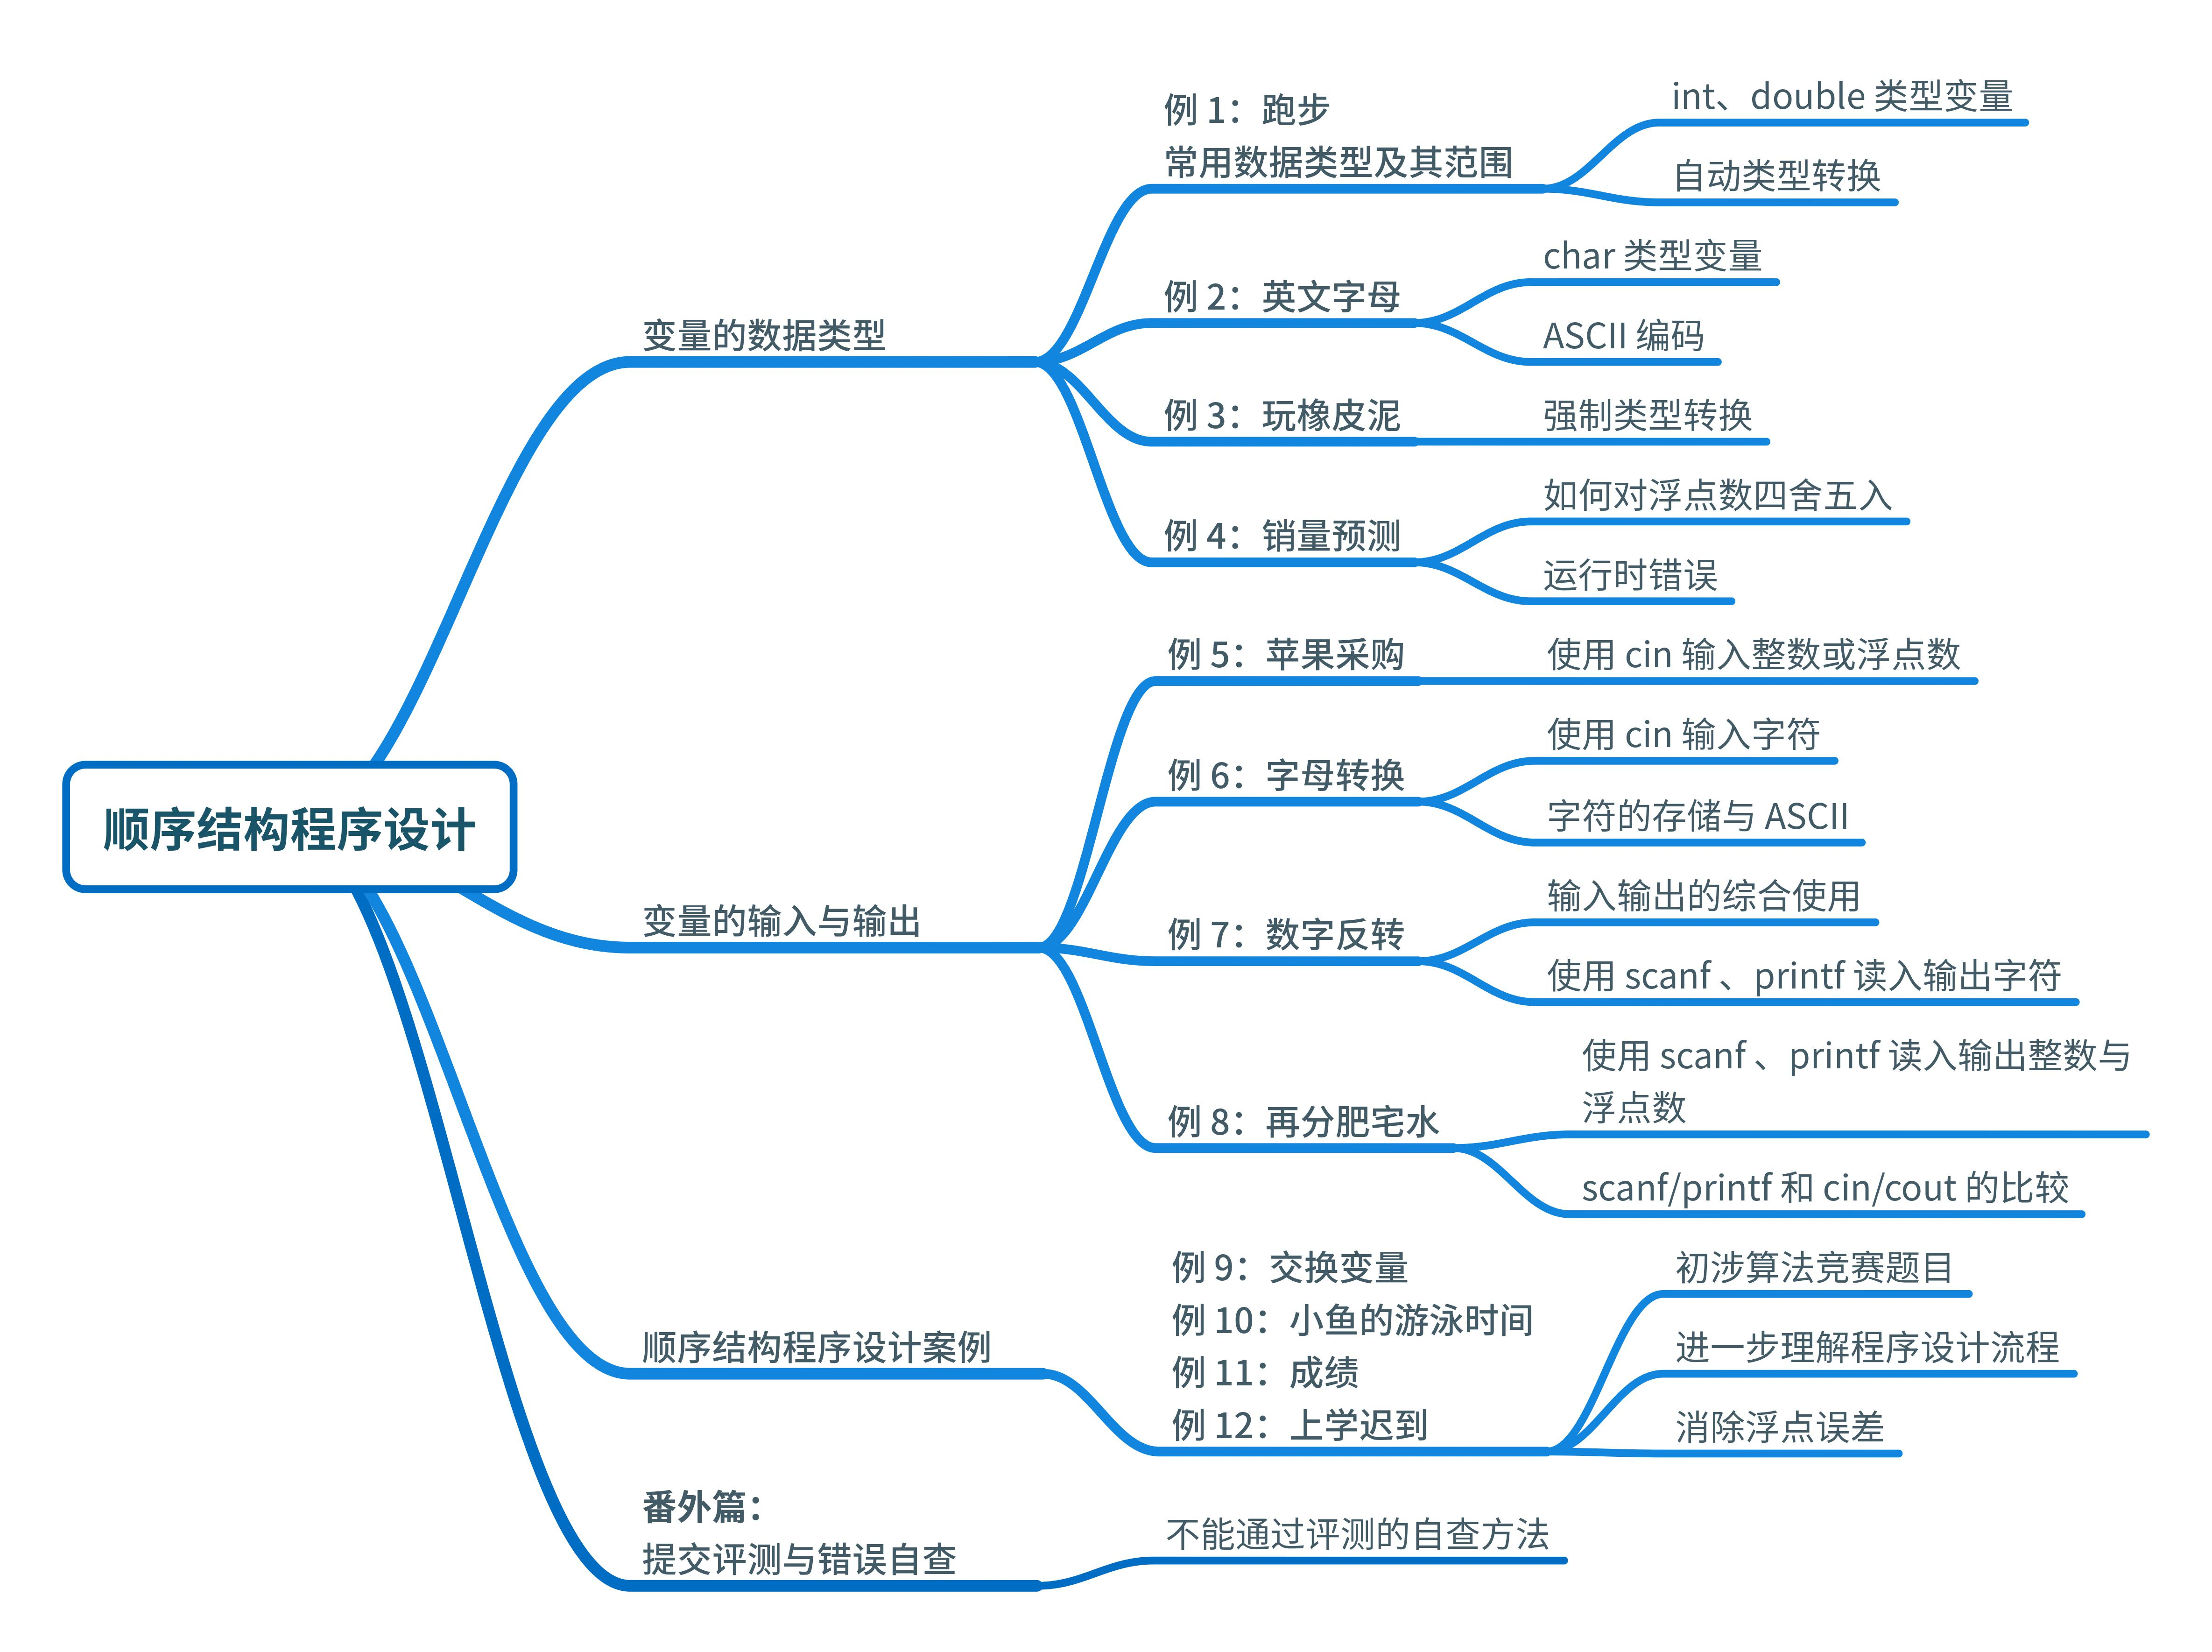 顺序结构程序设计
变量的数据类型
例 1：跑步
常用数据类型及其范围
int、double 类型变量
自动类型转换
例 2：英文字母
char 类型变量
ASCII 编码
例 3：玩橡皮泥
强制类型转换
例 4：销量预测
如何对浮点数四舍五入
运行时错误
变量的输入与输出
例 5：苹果采购
使用 cin 输入整数或浮点数
例 6：字母转换
使用 cin 输入字符
字符的存储与 ASCII
例 7：数字反转
输入输出的综合使用
使用 scanf 、printf 读入输出字符
例 8：再分肥宅水
使用 scanf 、printf 读入输出整数与
浮点数
scanf/printf 和 cin/cout 的比较
顺序结构程序设计案例
例 9：交换变量
例 10：小鱼的游泳时间
例 11：成绩
例 12：上学迟到
初涉算法竞赛题目
进一步理解程序设计流程
消除浮点误差
番外篇：
提交评测与错误自查
不能通过评测的自查方法